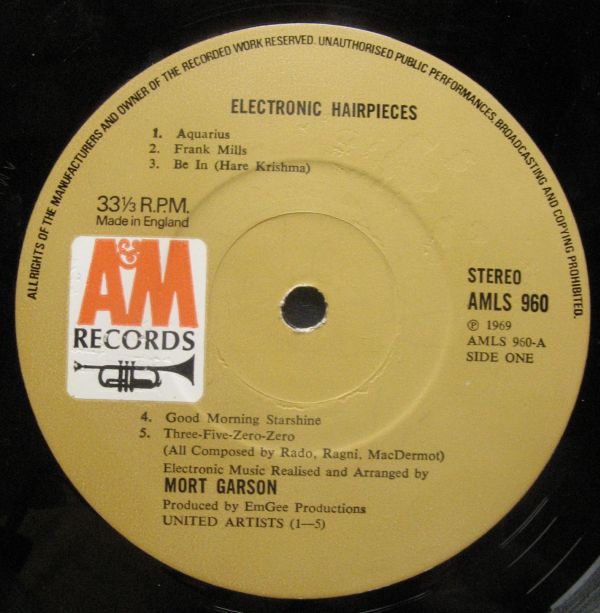 ALL RIGHTS OF THE MANUFACTURERS AND OWNER OF THE RECORDED WORK RESERVED. UNAUTHORISED PUBLIC PERFORMANCES, BROADCASTING AND COPYING PROHIBITED.
ELECTRONIC HAIRPIECES
1. Aquarius
2. Frank Mills
3. Be In (Hare Krishma)
33⅓ R.P.M.
Made in England
A&M
RECORDS
STEREO
AMLS 960
℗ 1969
AMLS 960-A
SIDE ONE
4. Good Morning Starshine
5. Three-Five-Zero-Zero
(All Composed by Rado, Ragni, MacDermot)
Electronic Music Realised and Arranged by
MORT GARSON
Produced by EmGee Productions
UNITED ARTISTS (1—5)